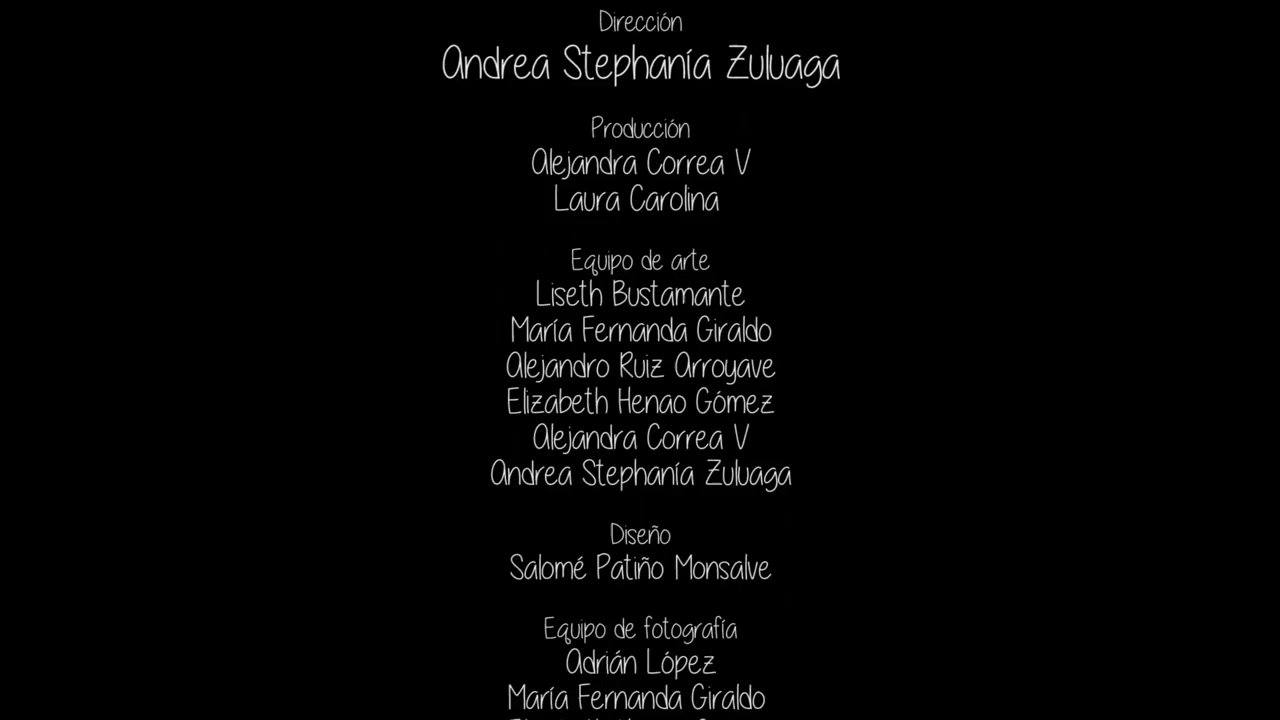 Dirección
Andrea Stephanía Zuluaga
Producción
Alejandra Correa V
Laura Carolina
Equipo de arte
Liseth Bustamante
María Fernanda Giraldo
Alejandro Ruiz Arroyave
Elizabeth Henao Gómez
Alejandra Correa V
Andrea Stephanía Zuluaga
Diseño
Salomé Patiño Monsalve
Equipo de fotografía
Adrián López
María Fernanda Giraldo